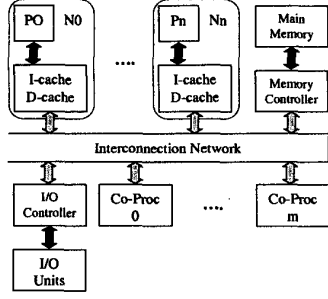 PO N0
I-cache
D-cache
....
Pn Nn
I-cache
D-cache
Main
Memory
Memory
Controller
Interconnection Network
I/O
Controller
I/O
Units
Co-Proc
0
....
Co-Proc
m